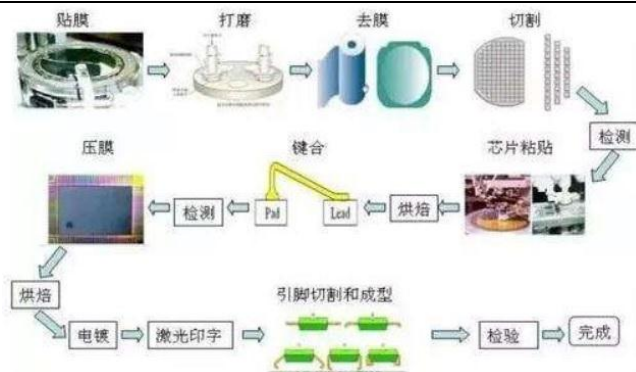 贴膜
打磨
去膜
切割
检测
芯片粘贴
烘焙
键合
Pad
Lead
检测
压膜
烘焙
电镀
激光印字
引脚切割和成型
检验
完成